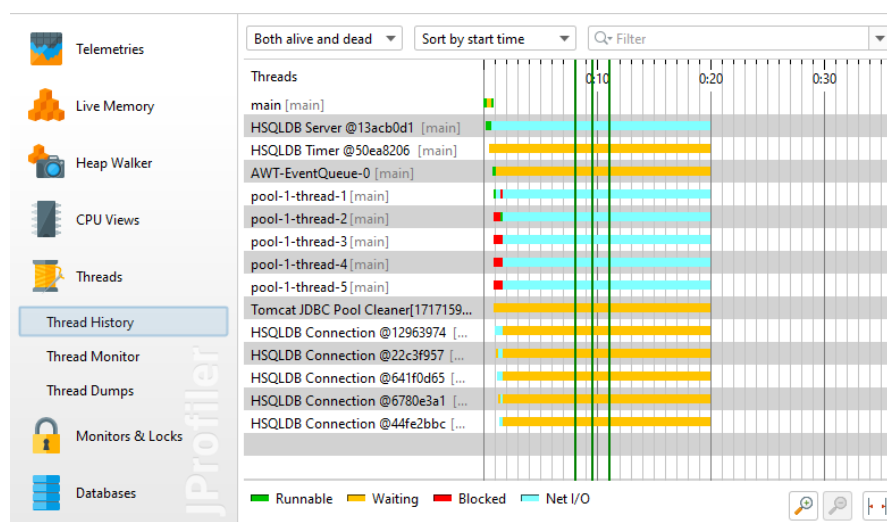 Telemetries
Live Memory
Heap Walker
CPU Views
Threads
Thread History
Thread Monitor
Thread Dumps
Monitors & Locks
Databases
JProfiler
Both alive and dead
Sort by start time
Filter
Threads
0:10 0:20 0:30
main [main]
HSQLDB Server @13acb0d1 [main]
HSQLDB Timer @50ea8206 [main]
AWT-EventQueue-0 [main]
pool-1-thread-1 [main]
pool-1-thread-2 [main]
pool-1-thread-3 [main]
pool-1-thread-4 [main]
pool-1-thread-5 [main]
Tomcat JDBC Pool Cleaner[1717159...
HSQLDB Connection @12963974 [...
HSQLDB Connection @22c3f957 [...
HSQLDB Connection @641f0d65 [...
HSQLDB Connection @6780e3a1 [...
HSQLDB Connection @44fe2bbc [...
Runnable Waiting Blocked Net I/O